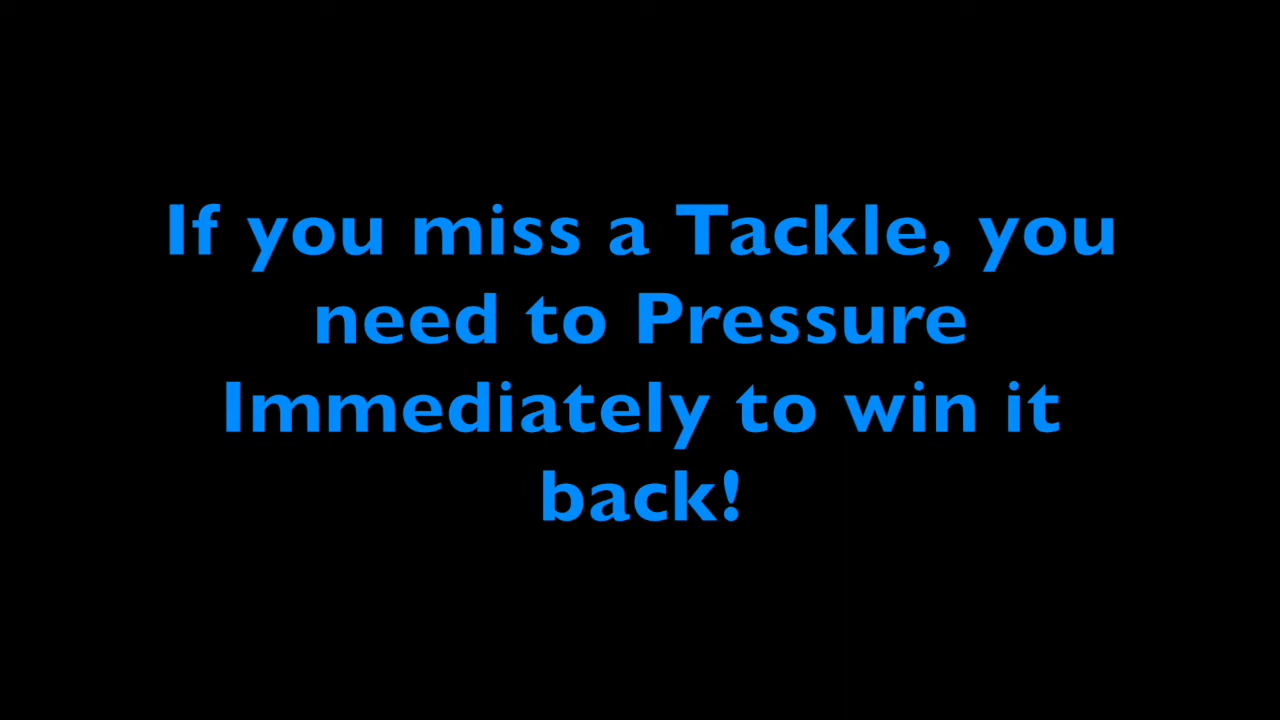 If you miss a Tackle, you
need to Pressure
Immediately to win it
back!